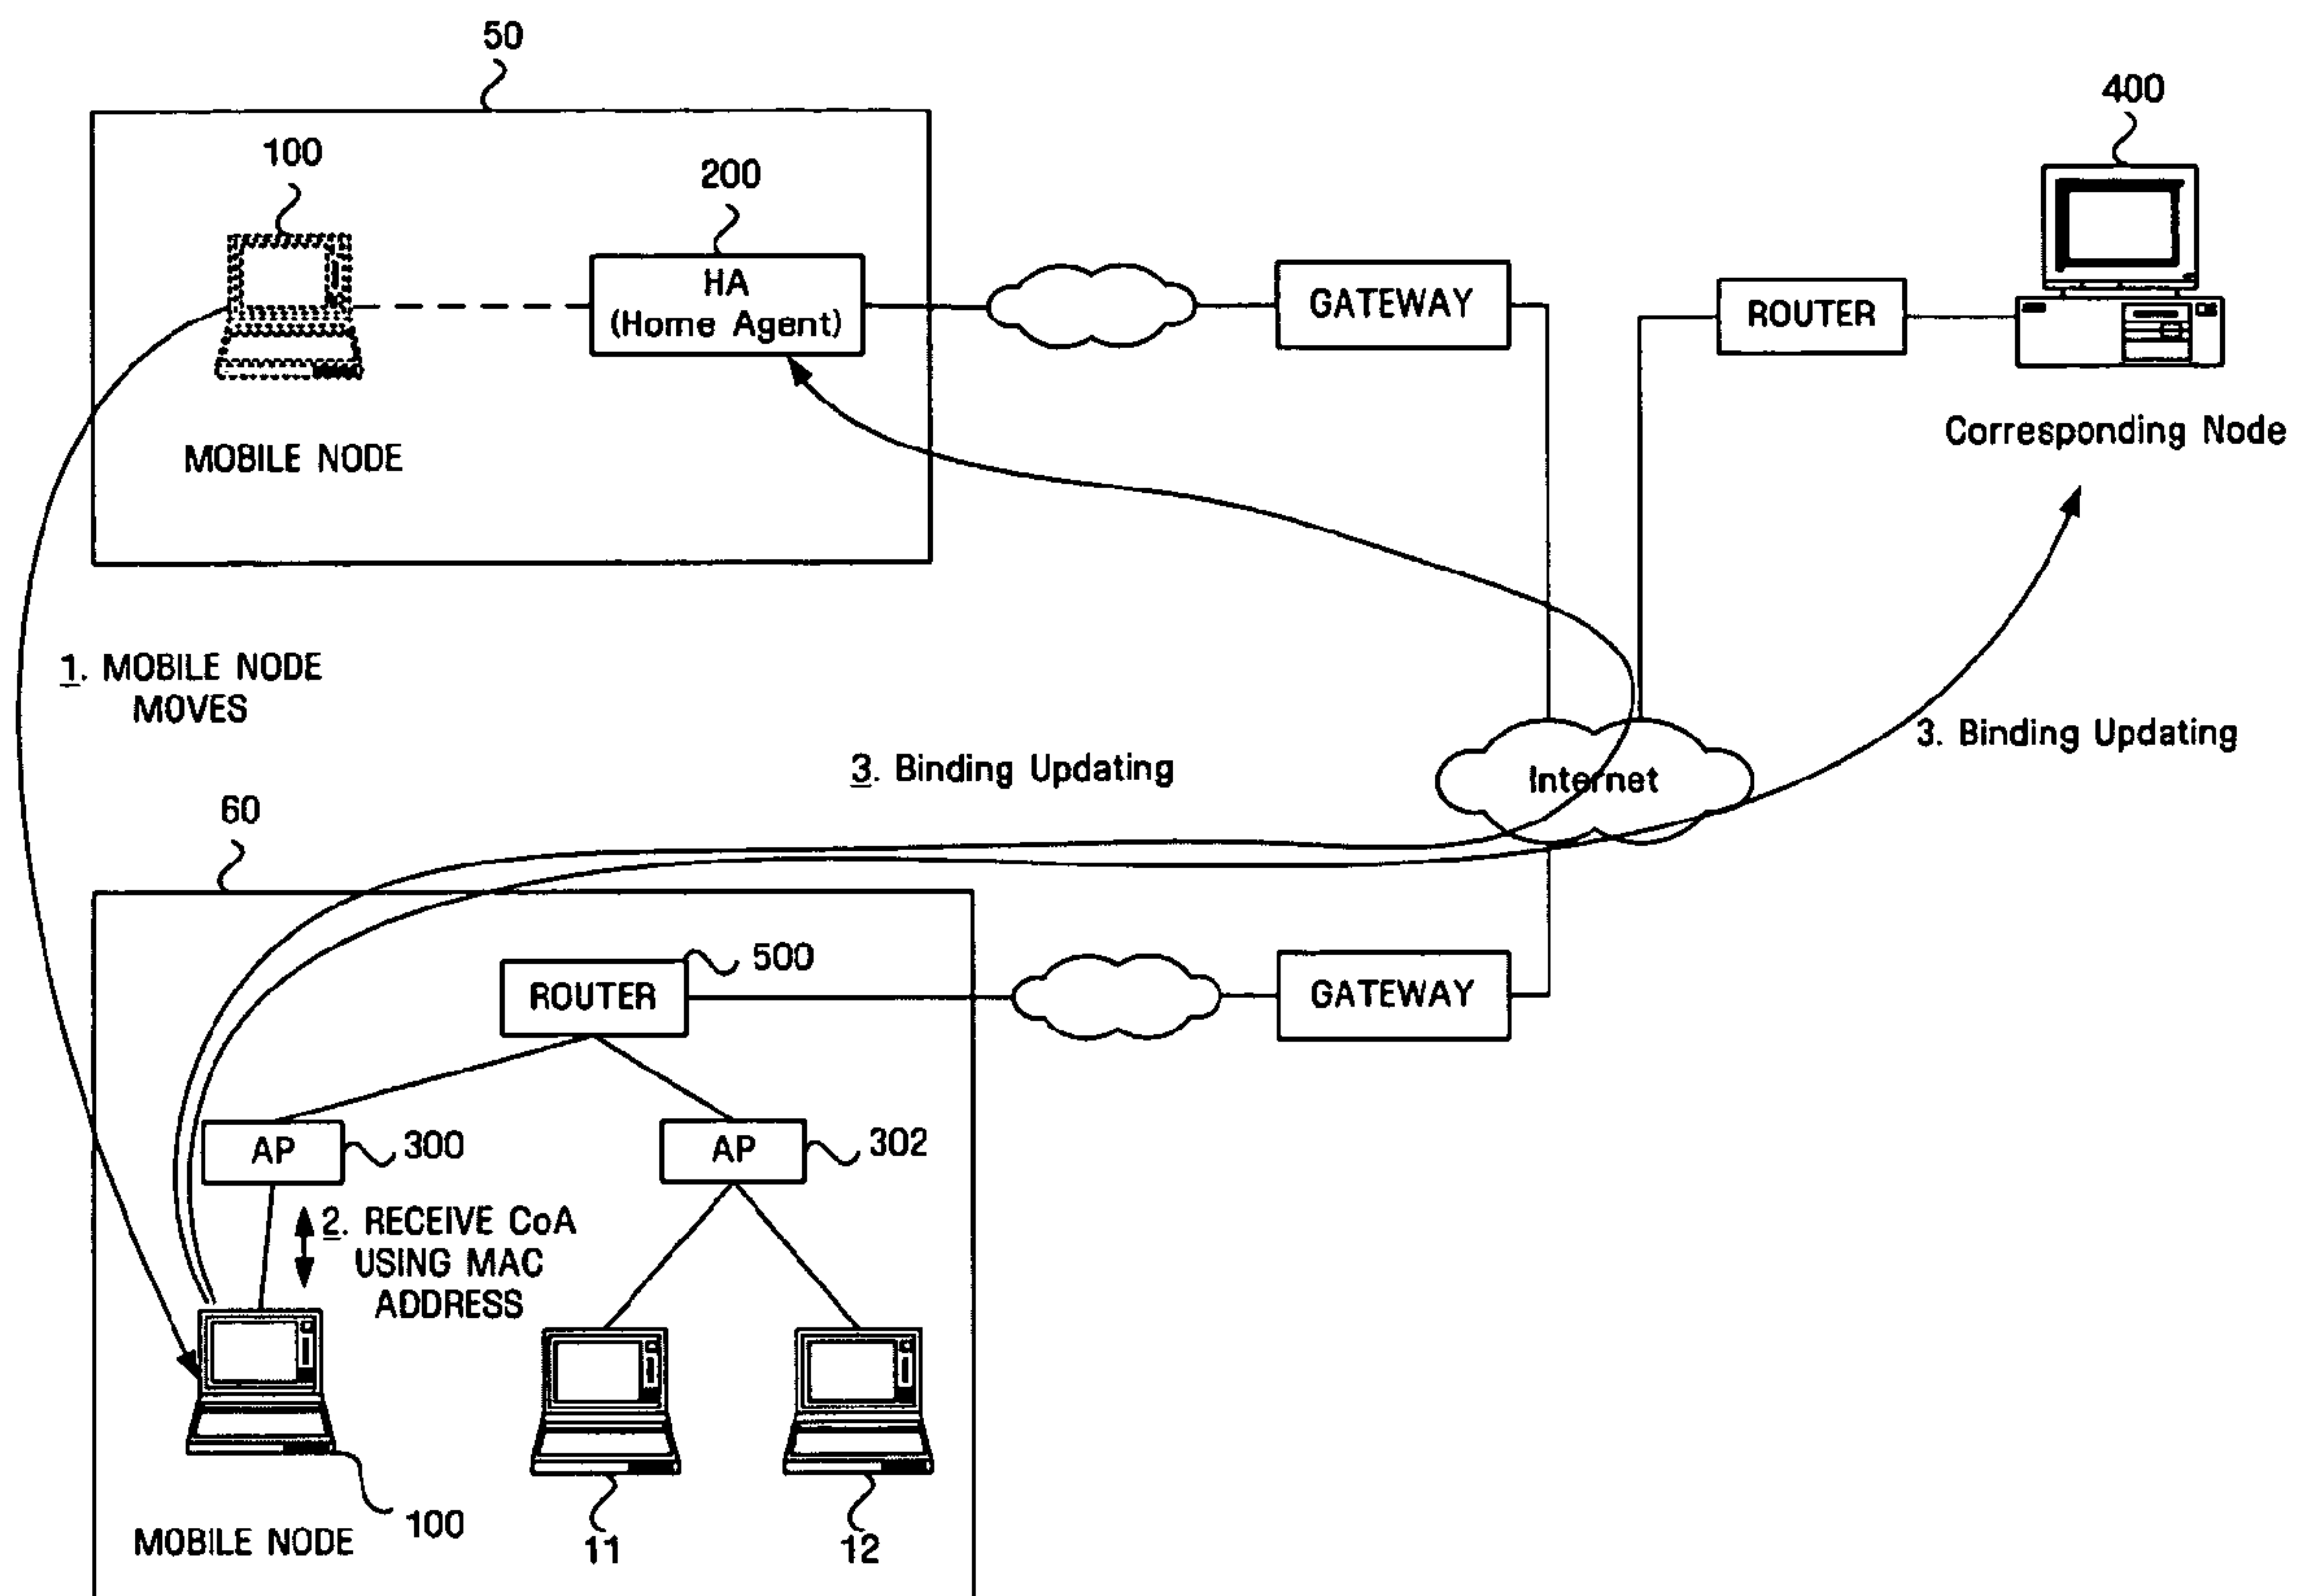 50
400
100
200
HA
(Home Agent)
GATEWAY
ROUTER
MOBILE NODE
Corresponding Node
1. MOBILE NODE
MOVES
3. Binding Updating
3. Binding Updating
Internet
60
500
ROUTER
GATEWAY
AP
300
AP
302
2. RECEIVE CoA
USING MAC
ADDRESS
MOBILE NODE
100
11
12